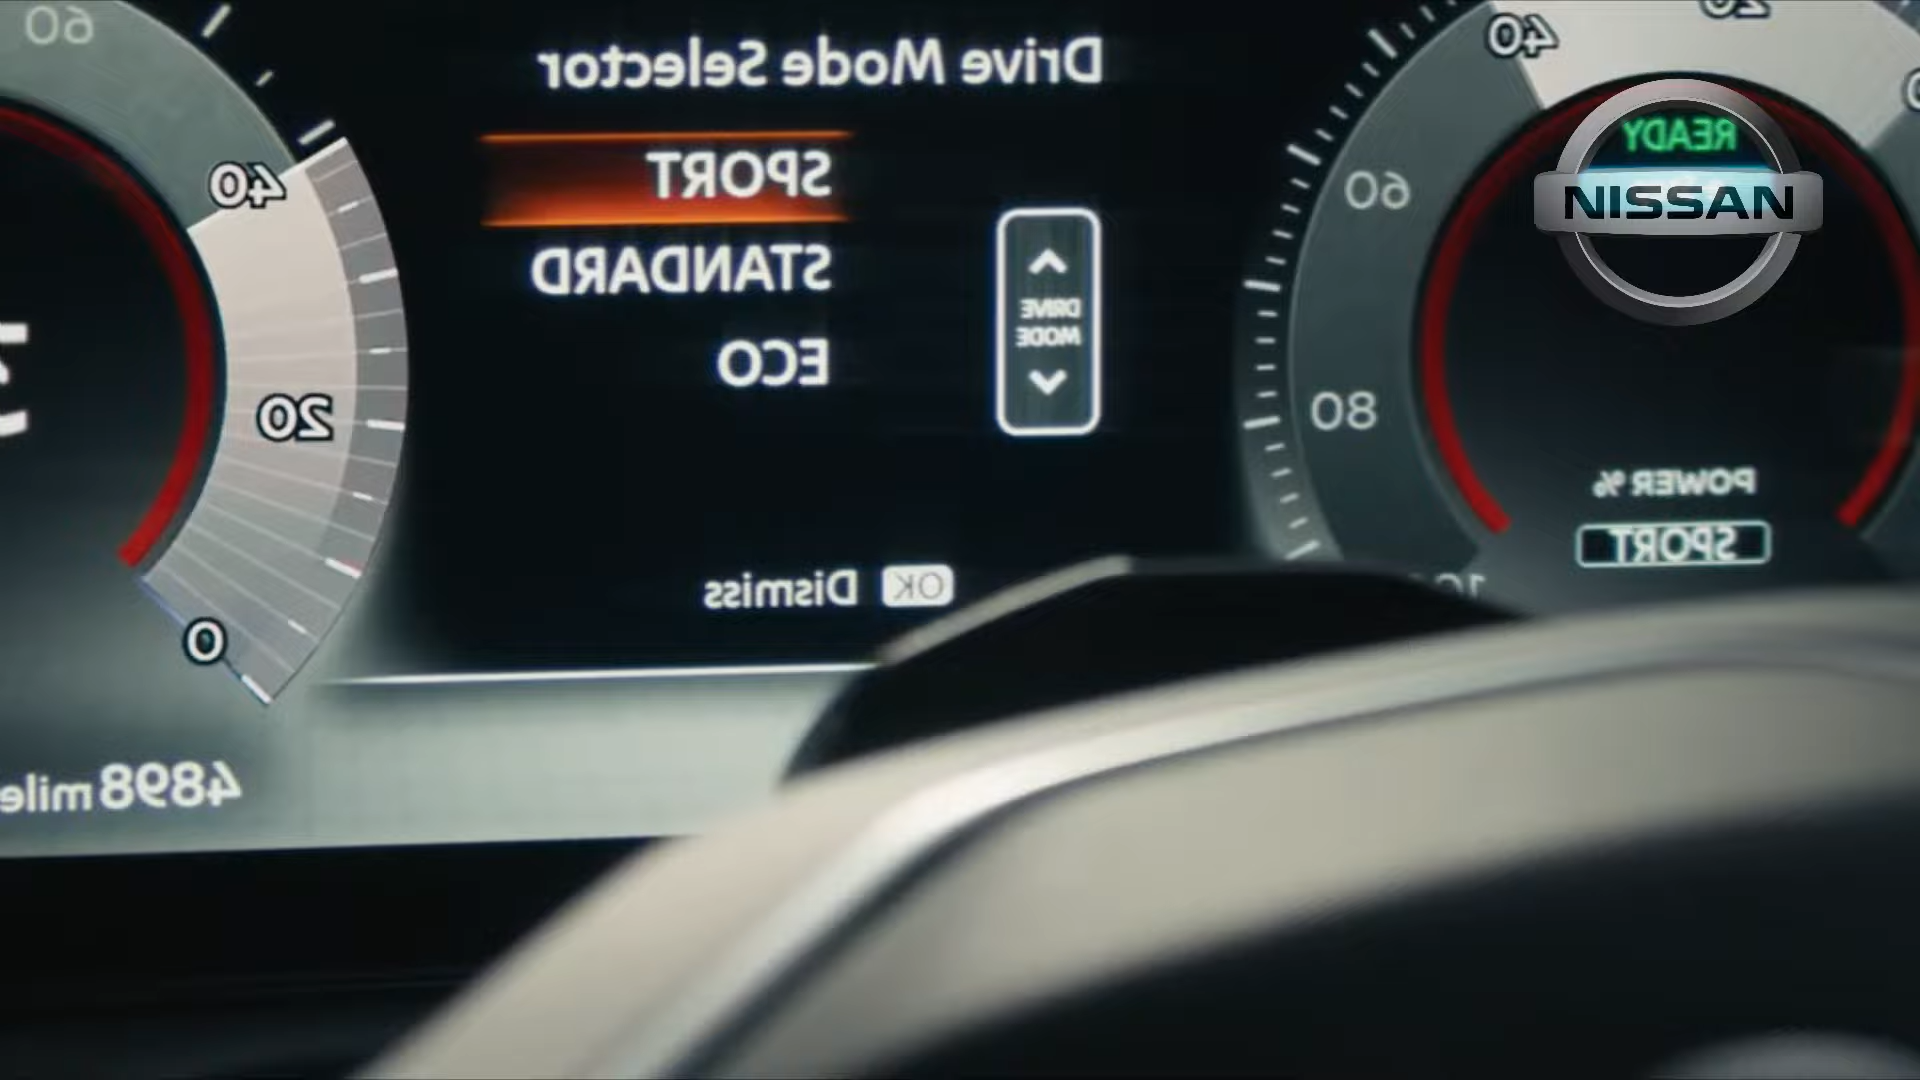 Drive Mode Selector
SPORT
STANDARD
ECO
DRIVE
MODE
OK Dismiss
60
40
20
0
4898 mile
20
40
60
80
READY
NISSAN
POWER %
SPORT